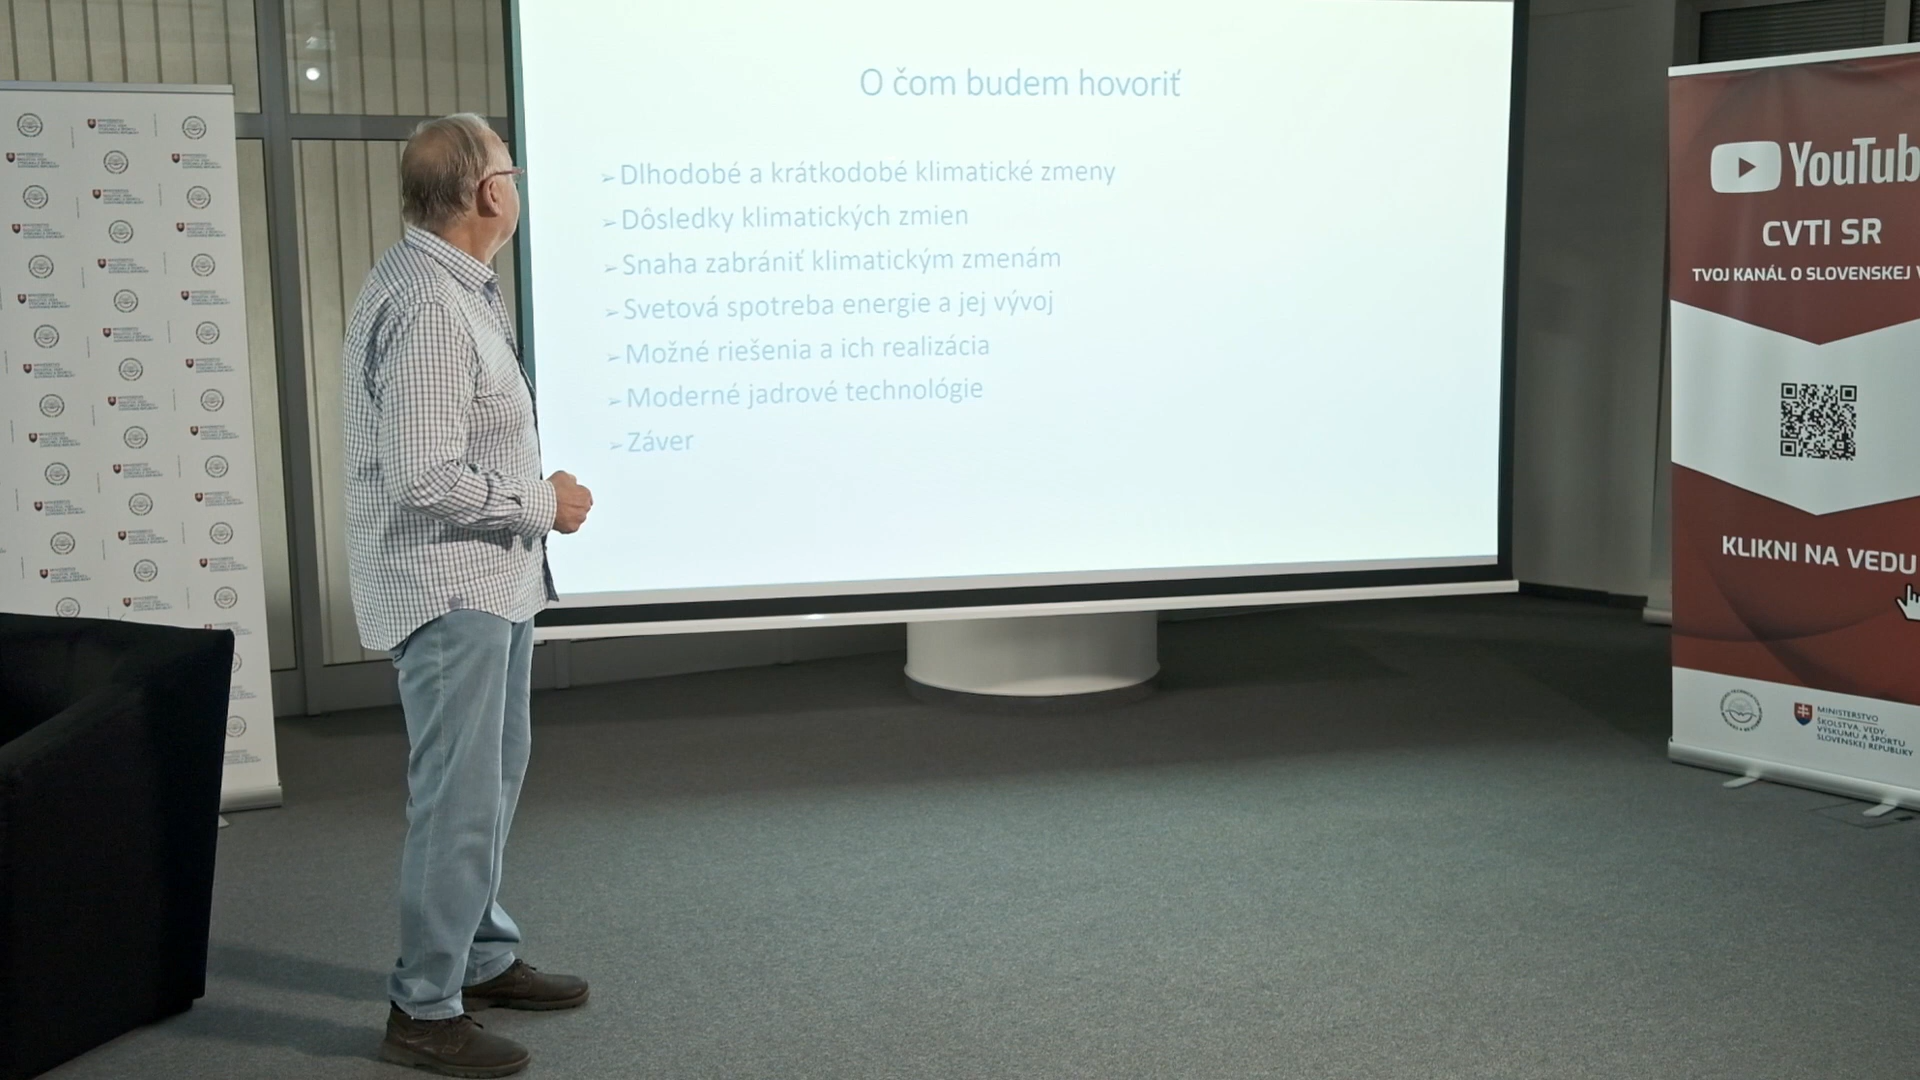 O čom budem hovoriť
➢Dlhodobé a krátkodobé klimatické zmeny
➢Dôsledky klimatických zmien
➢Snaha zabrániť klimatickým zmenám
➢Svetová spotreba energie a jej vývoj
➢Možné riešenia a ich realizácia
➢Moderné jadrové technológie
➢Záver
YouTub
CVTI SR
TVOJ KANÁL O SLOVENSKEJ V
KLIKNI NA VEDU
MINISTERSTVO
ŠKOLSTVA, VEDY,
VÝSKUMU A ŠPORTU
SLOVENSKEJ REPUBLIKY